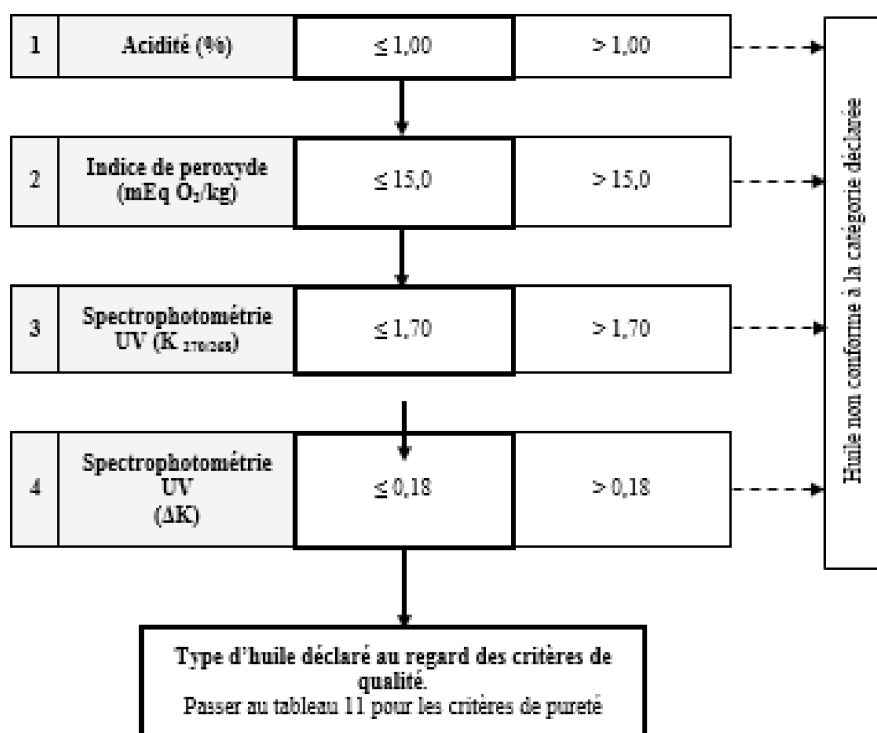 1 Acidité (%) ≤ 1,00 > 1,00
2 Indice de peroxyde
(mEq O₂/kg) ≤ 15,0 > 15,0
3 Spectrophotométrie
UV (K 270/268) ≤ 1,70 > 1,70
4 Spectrophotométrie
UV
(ΔK) ≤ 0,18 > 0,18
Huile non conforme à la catégorie déclarée
Type d'huile déclaré au regard des critères de
qualité.
Passer au tableau 11 pour les critères de pureté